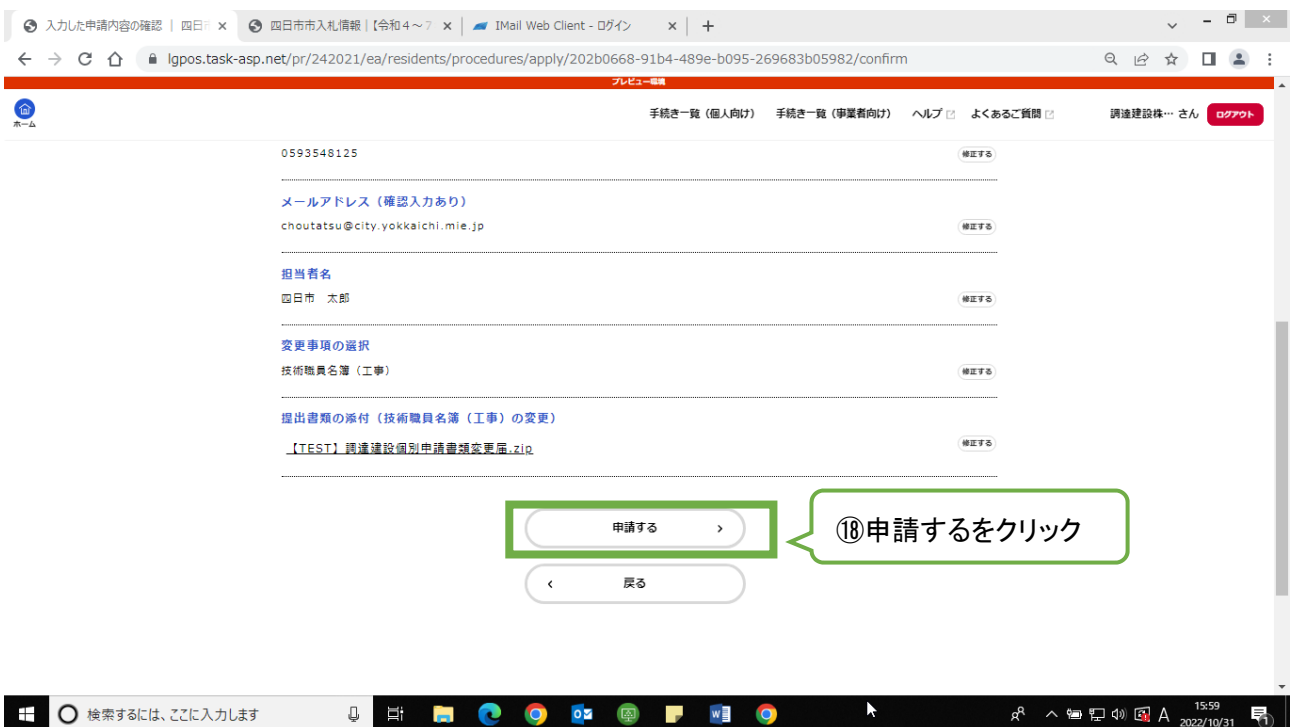 入力した申請内容の確認 | 四日市
四日市市入札情報 |【令和4～7
IMail Web Client - ログイン
lgpos.task-asp.net/pr/242021/ea/residents/procedures/apply/202b0668-91b4-489e-b095-269683b05982/confirm
プレビュー環境
ホーム
手続き一覧（個人向け） 手続き一覧（事業者向け） ヘルプ よくあるご質問 調達建設株… さん ログアウト
0593548125 修正する
メールアドレス（確認入力あり）
choutatsu@city.yokkaichi.mie.jp 修正する
担当者名
四日市　太郎 修正する
変更事項の選択
技術職員名簿（工事） 修正する
提出書類の添付（技術職員名簿（工事）の変更）
【TEST】調達建設個別申請書類変更届.zip 修正する
申請する
⑱申請するをクリック
戻る
検索するには、ここに入力します
A
15:59
2022/10/31